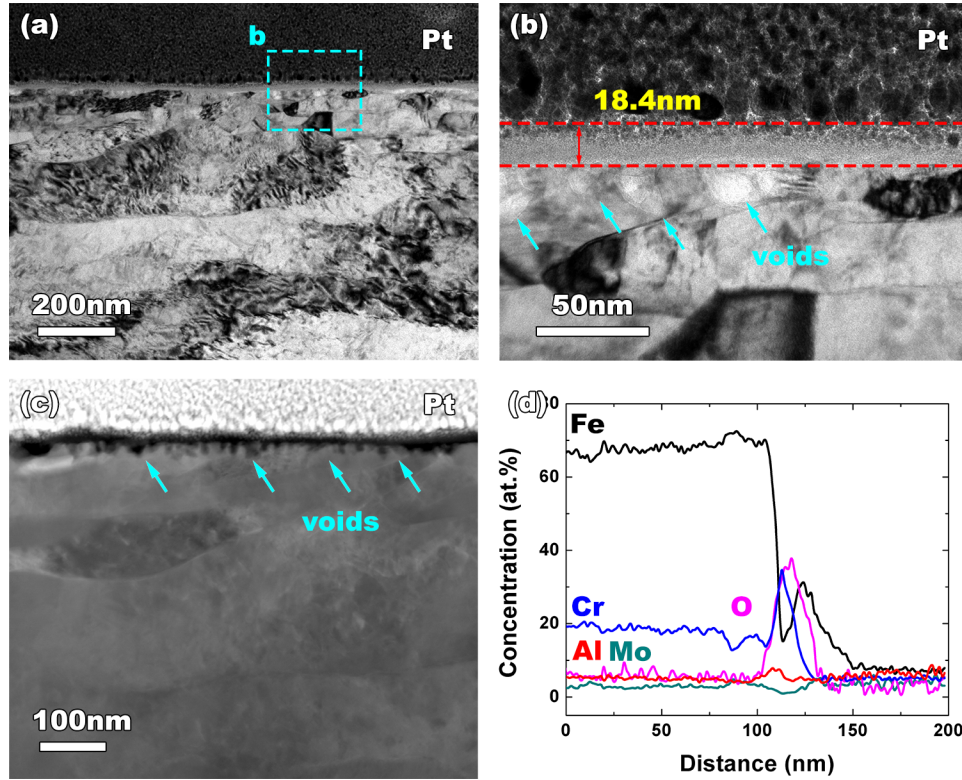 (a)
b
Pt
200nm
(b)
Pt
18.4nm
voids
50nm
(c)
Pt
voids
100nm
(d)
80
60
40
20
0
Fe
Cr
O
Al Mo
Concentration (at.%)
0 50 100 150 200
Distance (nm)